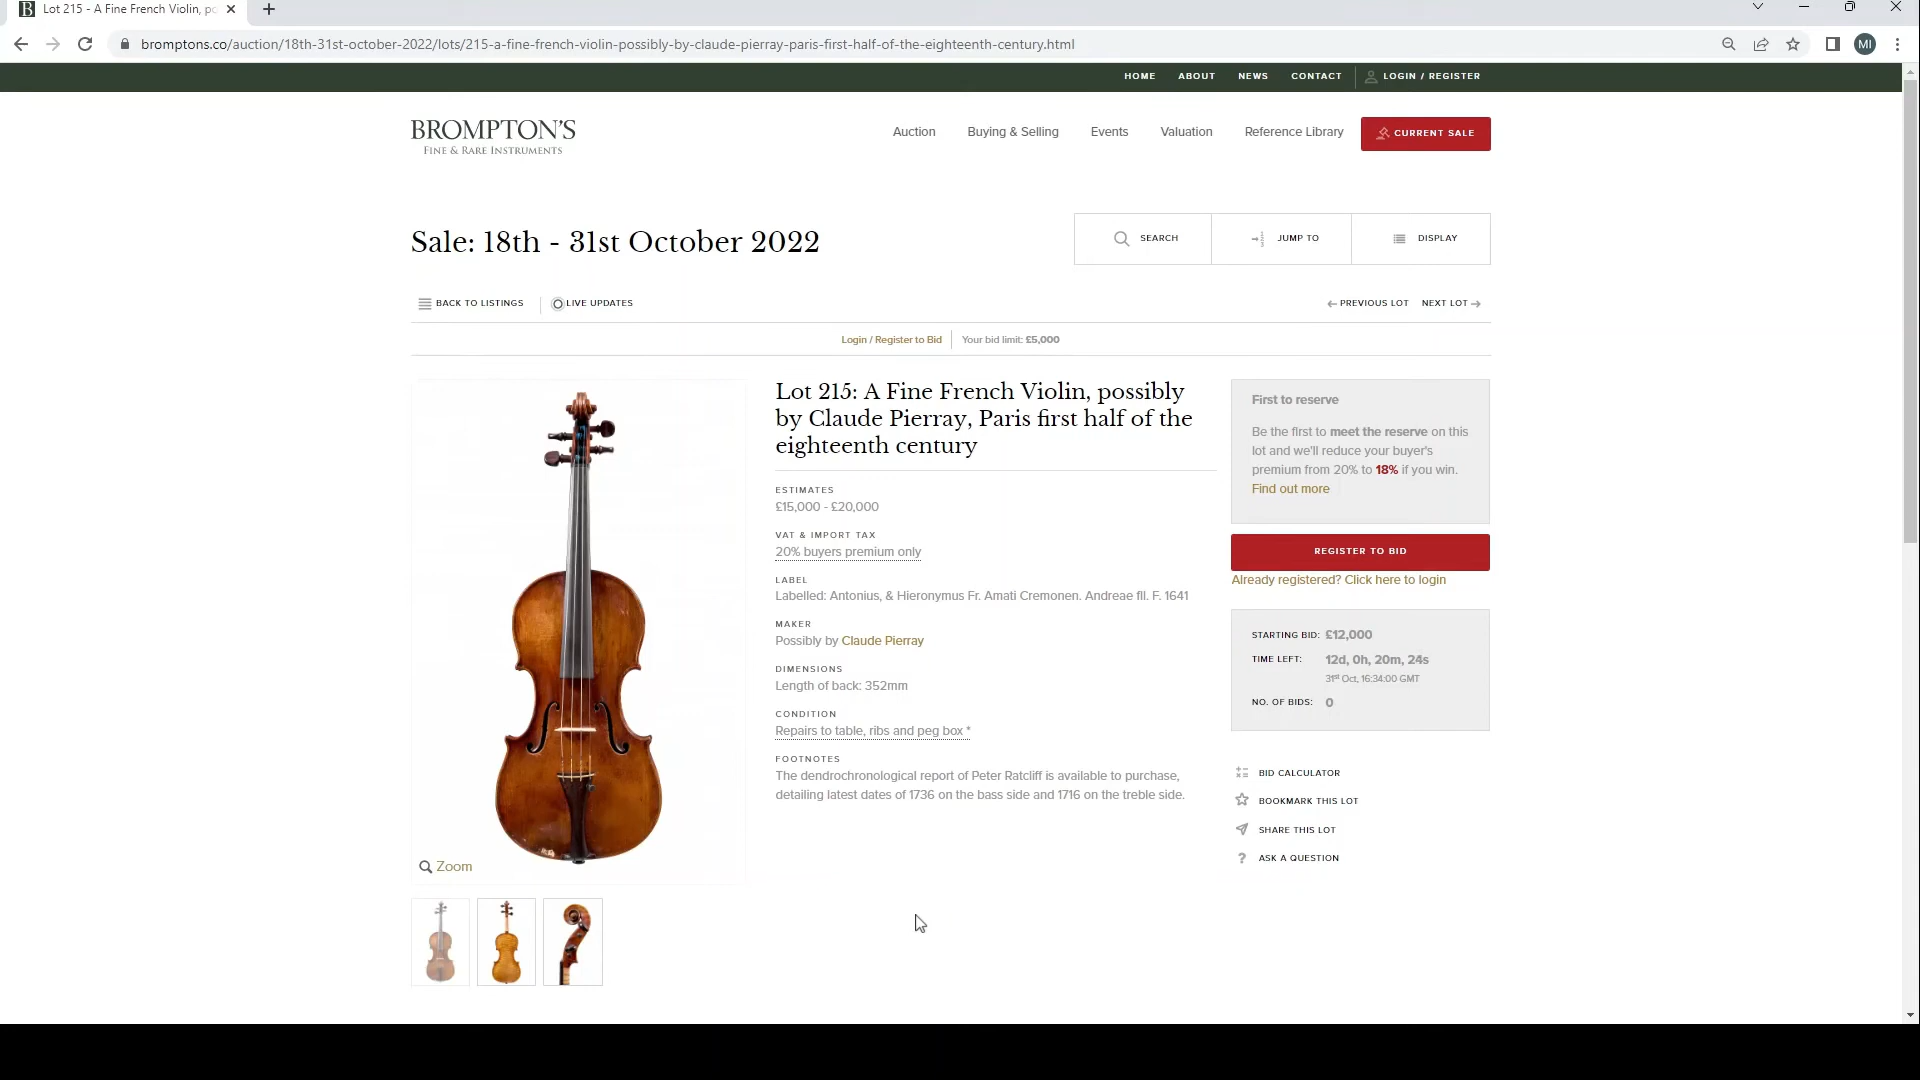 Lot 215 - A Fine French Violin, po
bromptons.co/auction/18th-31st-october-2022/lots/215-a-fine-french-violin-possibly-by-claude-pierray-paris-first-half-of-the-eighteenth-century.html
MI
HOME ABOUT NEWS CONTACT LOGIN / REGISTER
BROMPTON'S
FINE & RARE INSTRUMENTS
Auction Buying & Selling Events Valuation Reference Library CURRENT SALE
Sale: 18th - 31st October 2022
SEARCH JUMP TO DISPLAY
BACK TO LISTINGS LIVE UPDATES
PREVIOUS LOT NEXT LOT
Login / Register to Bid Your bid limit: £5,000
Lot 215: A Fine French Violin, possibly
by Claude Pierray, Paris first half of the
eighteenth century
ESTIMATES
£15,000 - £20,000
VAT & IMPORT TAX
20% buyers premium only
LABEL
Labelled: Antonius, & Hieronymus Fr. Amati Cremonen. Andreae fil. F. 1641
MAKER
Possibly by Claude Pierray
DIMENSIONS
Length of back: 352mm
CONDITION
Repairs to table, ribs and peg box *
FOOTNOTES
The dendrochronological report of Peter Ratcliff is available to purchase,
detailing latest dates of 1736 on the bass side and 1716 on the treble side.
Zoom
First to reserve
Be the first to meet the reserve on this
lot and we'll reduce your buyer's
premium from 20% to 18% if you win.
Find out more
REGISTER TO BID
Already registered? Click here to login
STARTING BID: £12,000
TIME LEFT: 12d, 0h, 20m, 24s
31st Oct, 16:34:00 GMT
NO. OF BIDS: 0
BID CALCULATOR
BOOKMARK THIS LOT
SHARE THIS LOT
ASK A QUESTION